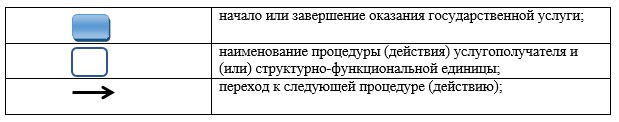 начало или завершение оказания государственной услуги;
наименование процедуры (действия) услугополучателя и
(или) структурно-функциональной единицы;
переход к следующей процедуре (действию);